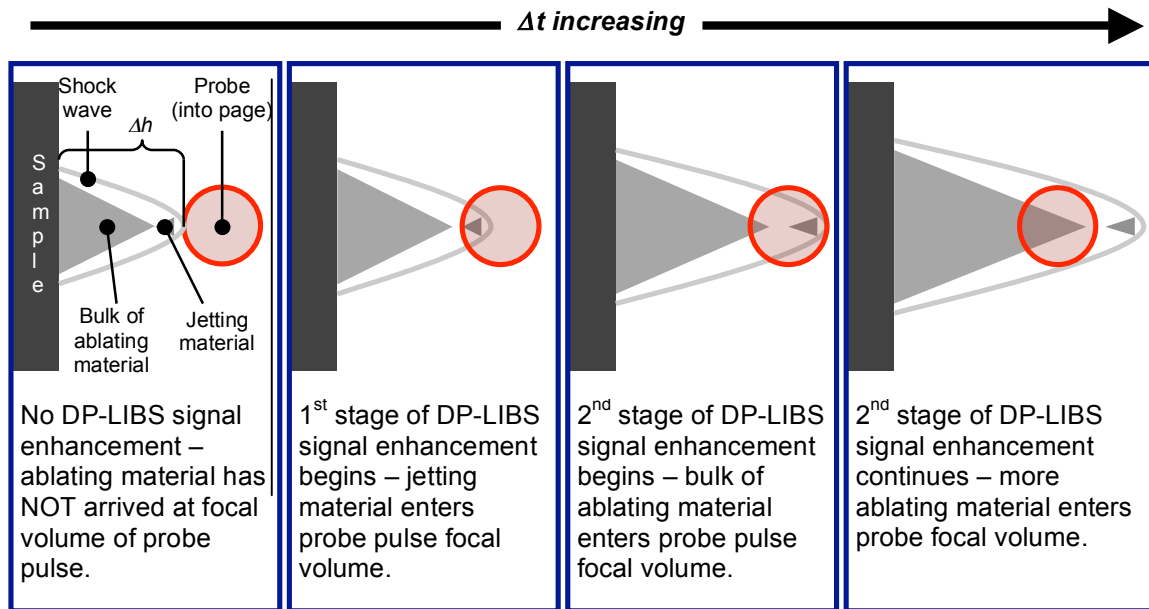 Δt increasing
Shock
wave
Probe
(into page)
Δh
Sample
Bulk of
ablating
material
Jetting
material
No DP-LIBS signal
enhancement –
ablating material has
NOT arrived at focal
volume of probe
pulse.
1st stage of DP-LIBS
signal enhancement
begins – jetting
material enters
probe pulse focal
volume.
2nd stage of DP-LIBS
signal enhancement
begins – bulk of
ablating material
enters probe pulse
focal volume.
2nd stage of DP-LIBS
signal enhancement
continues – more
ablating material enters
probe focal volume.